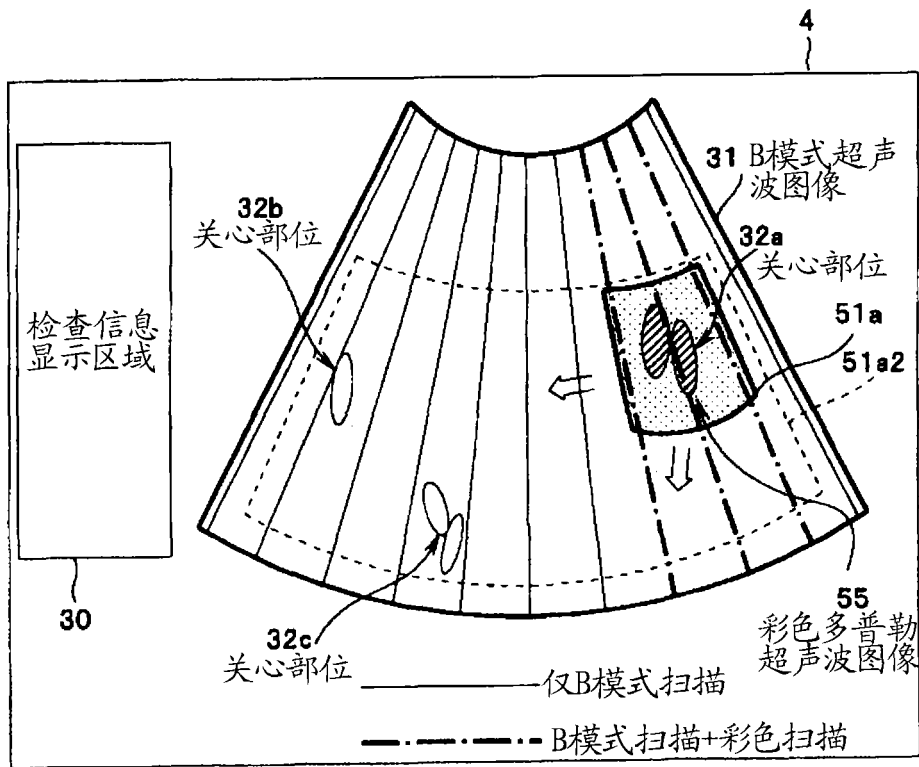 4
31 B模式超声
波图像
32b
关心部位
32a
关心部位
检查信息
显示区域
51a
51a2
30
55
彩色多普勒
超声波图像
32c
关心部位
仅B模式扫描
B模式扫描+彩色扫描